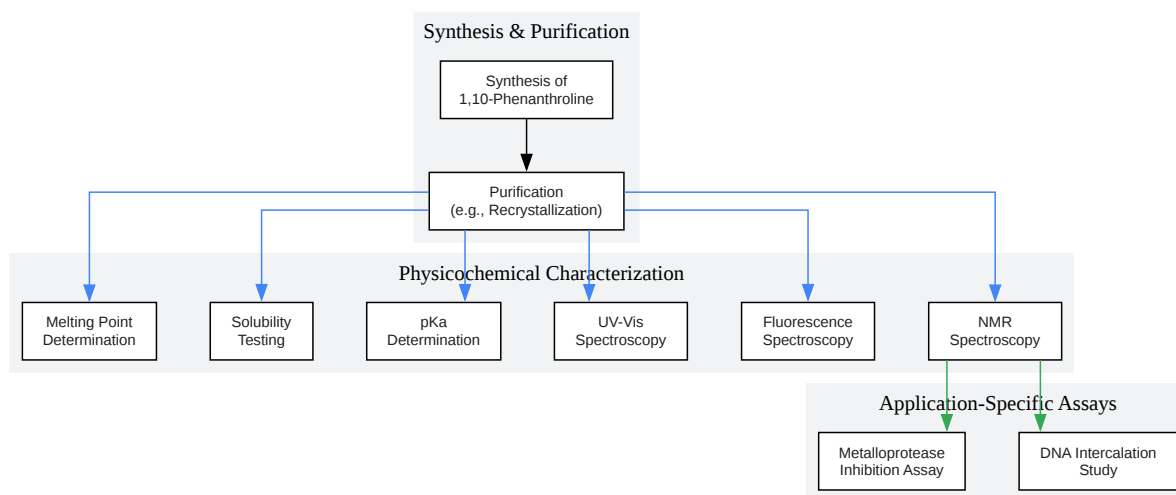 Synthesis & Purification
Synthesis of
1,10-Phenanthroline
Purification
(e.g., Recrystallization)
Physicochemical Characterization
Melting Point
Determination
Solubility
Testing
pKa
Determination
UV-Vis
Spectroscopy
Fluorescence
Spectroscopy
NMR
Spectroscopy
Application-Specific Assays
Metalloprotease
Inhibition Assay
DNA Intercalation
Study